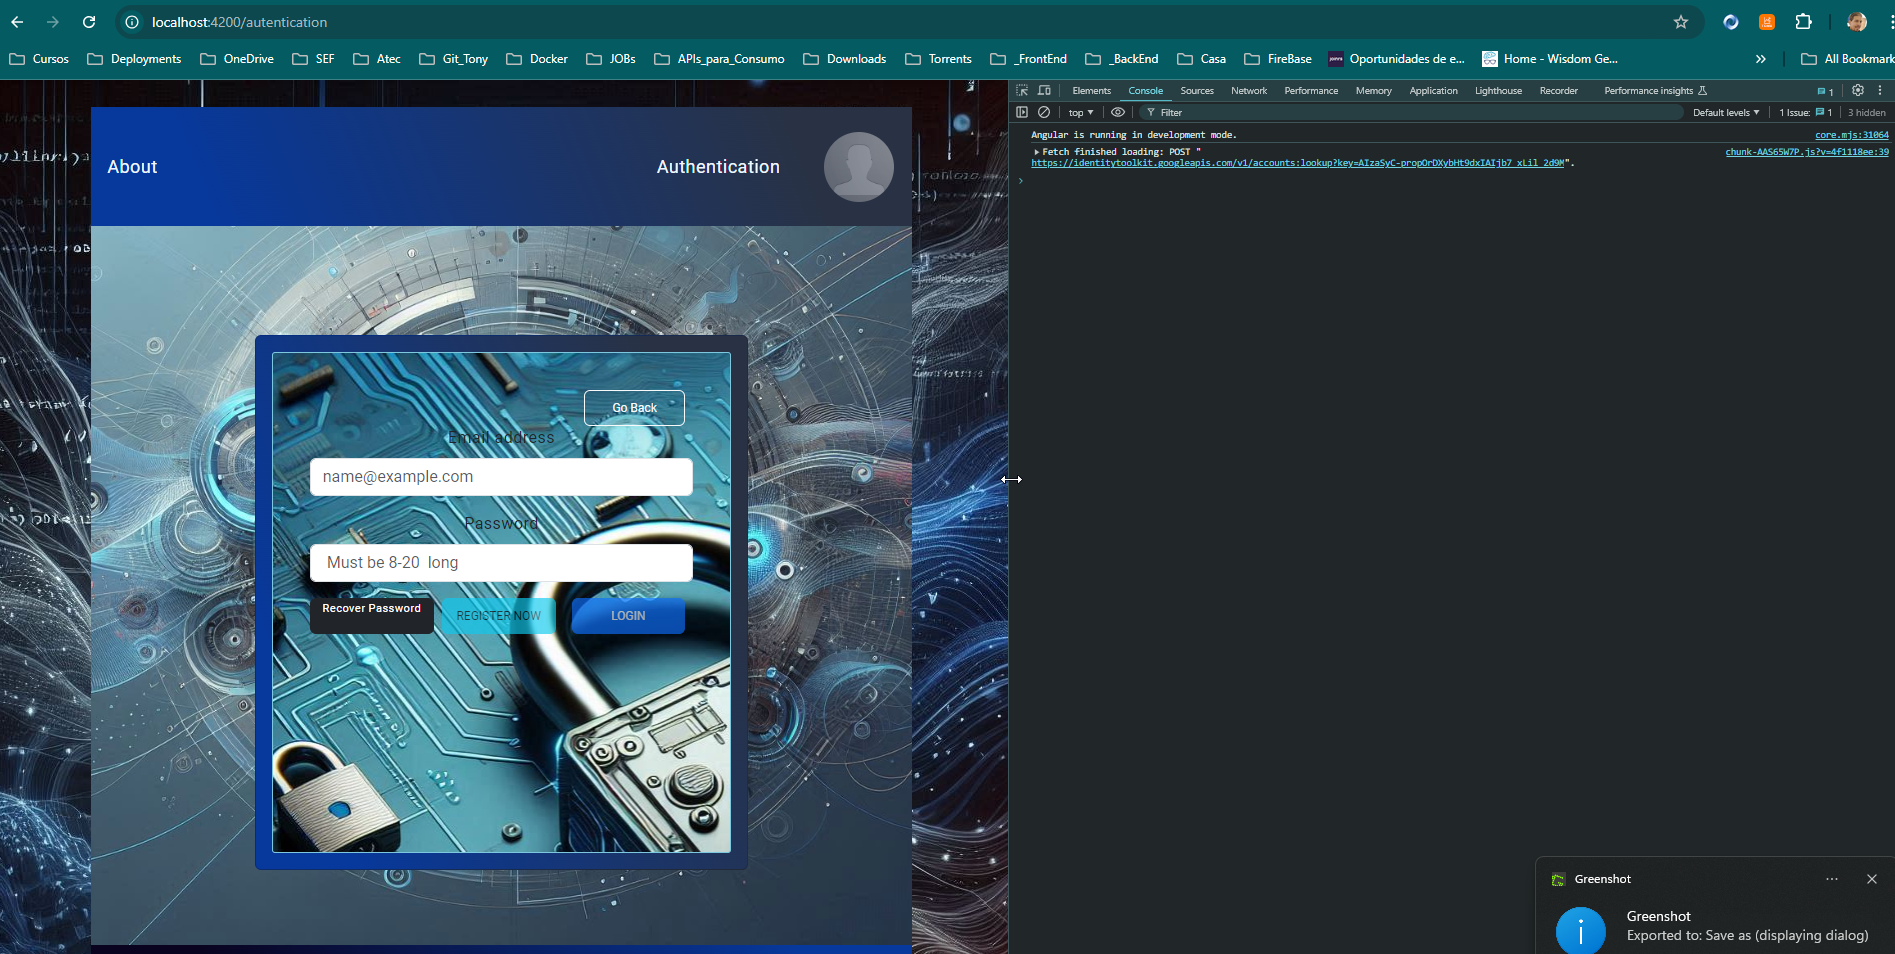 localhost:4200/autentication
Cursos Deployments OneDrive SEF Atec Git_Tony Docker JOBs APIs_para_Consumo Downloads Torrents _FrontEnd _BackEnd Casa FireBase Oportunidades de e... Home - Wisdom Ge... » All Bookmark
Elements Console Sources Network Performance Memory Application Lighthouse Recorder Performance insights 1
top Filter Default levels 1 Issue: 1 3 hidden
Angular is running in development mode. core.mjs:31064
Fetch finished loading: POST " chunk-AAS65W7P.js?v=4f1118ee:39
https://identitytoolkit.googleapis.com/v1/accounts:lookup?key=AIzaSyC-propOrDXybHt9dxIAIjb7_xLil_2d9M".
About Authentication
Go Back
Email address
name@example.com
Password
Must be 8-20 long
Recover Password REGISTER NOW LOGIN
Greenshot
Greenshot
Exported to: Save as (displaying dialog)